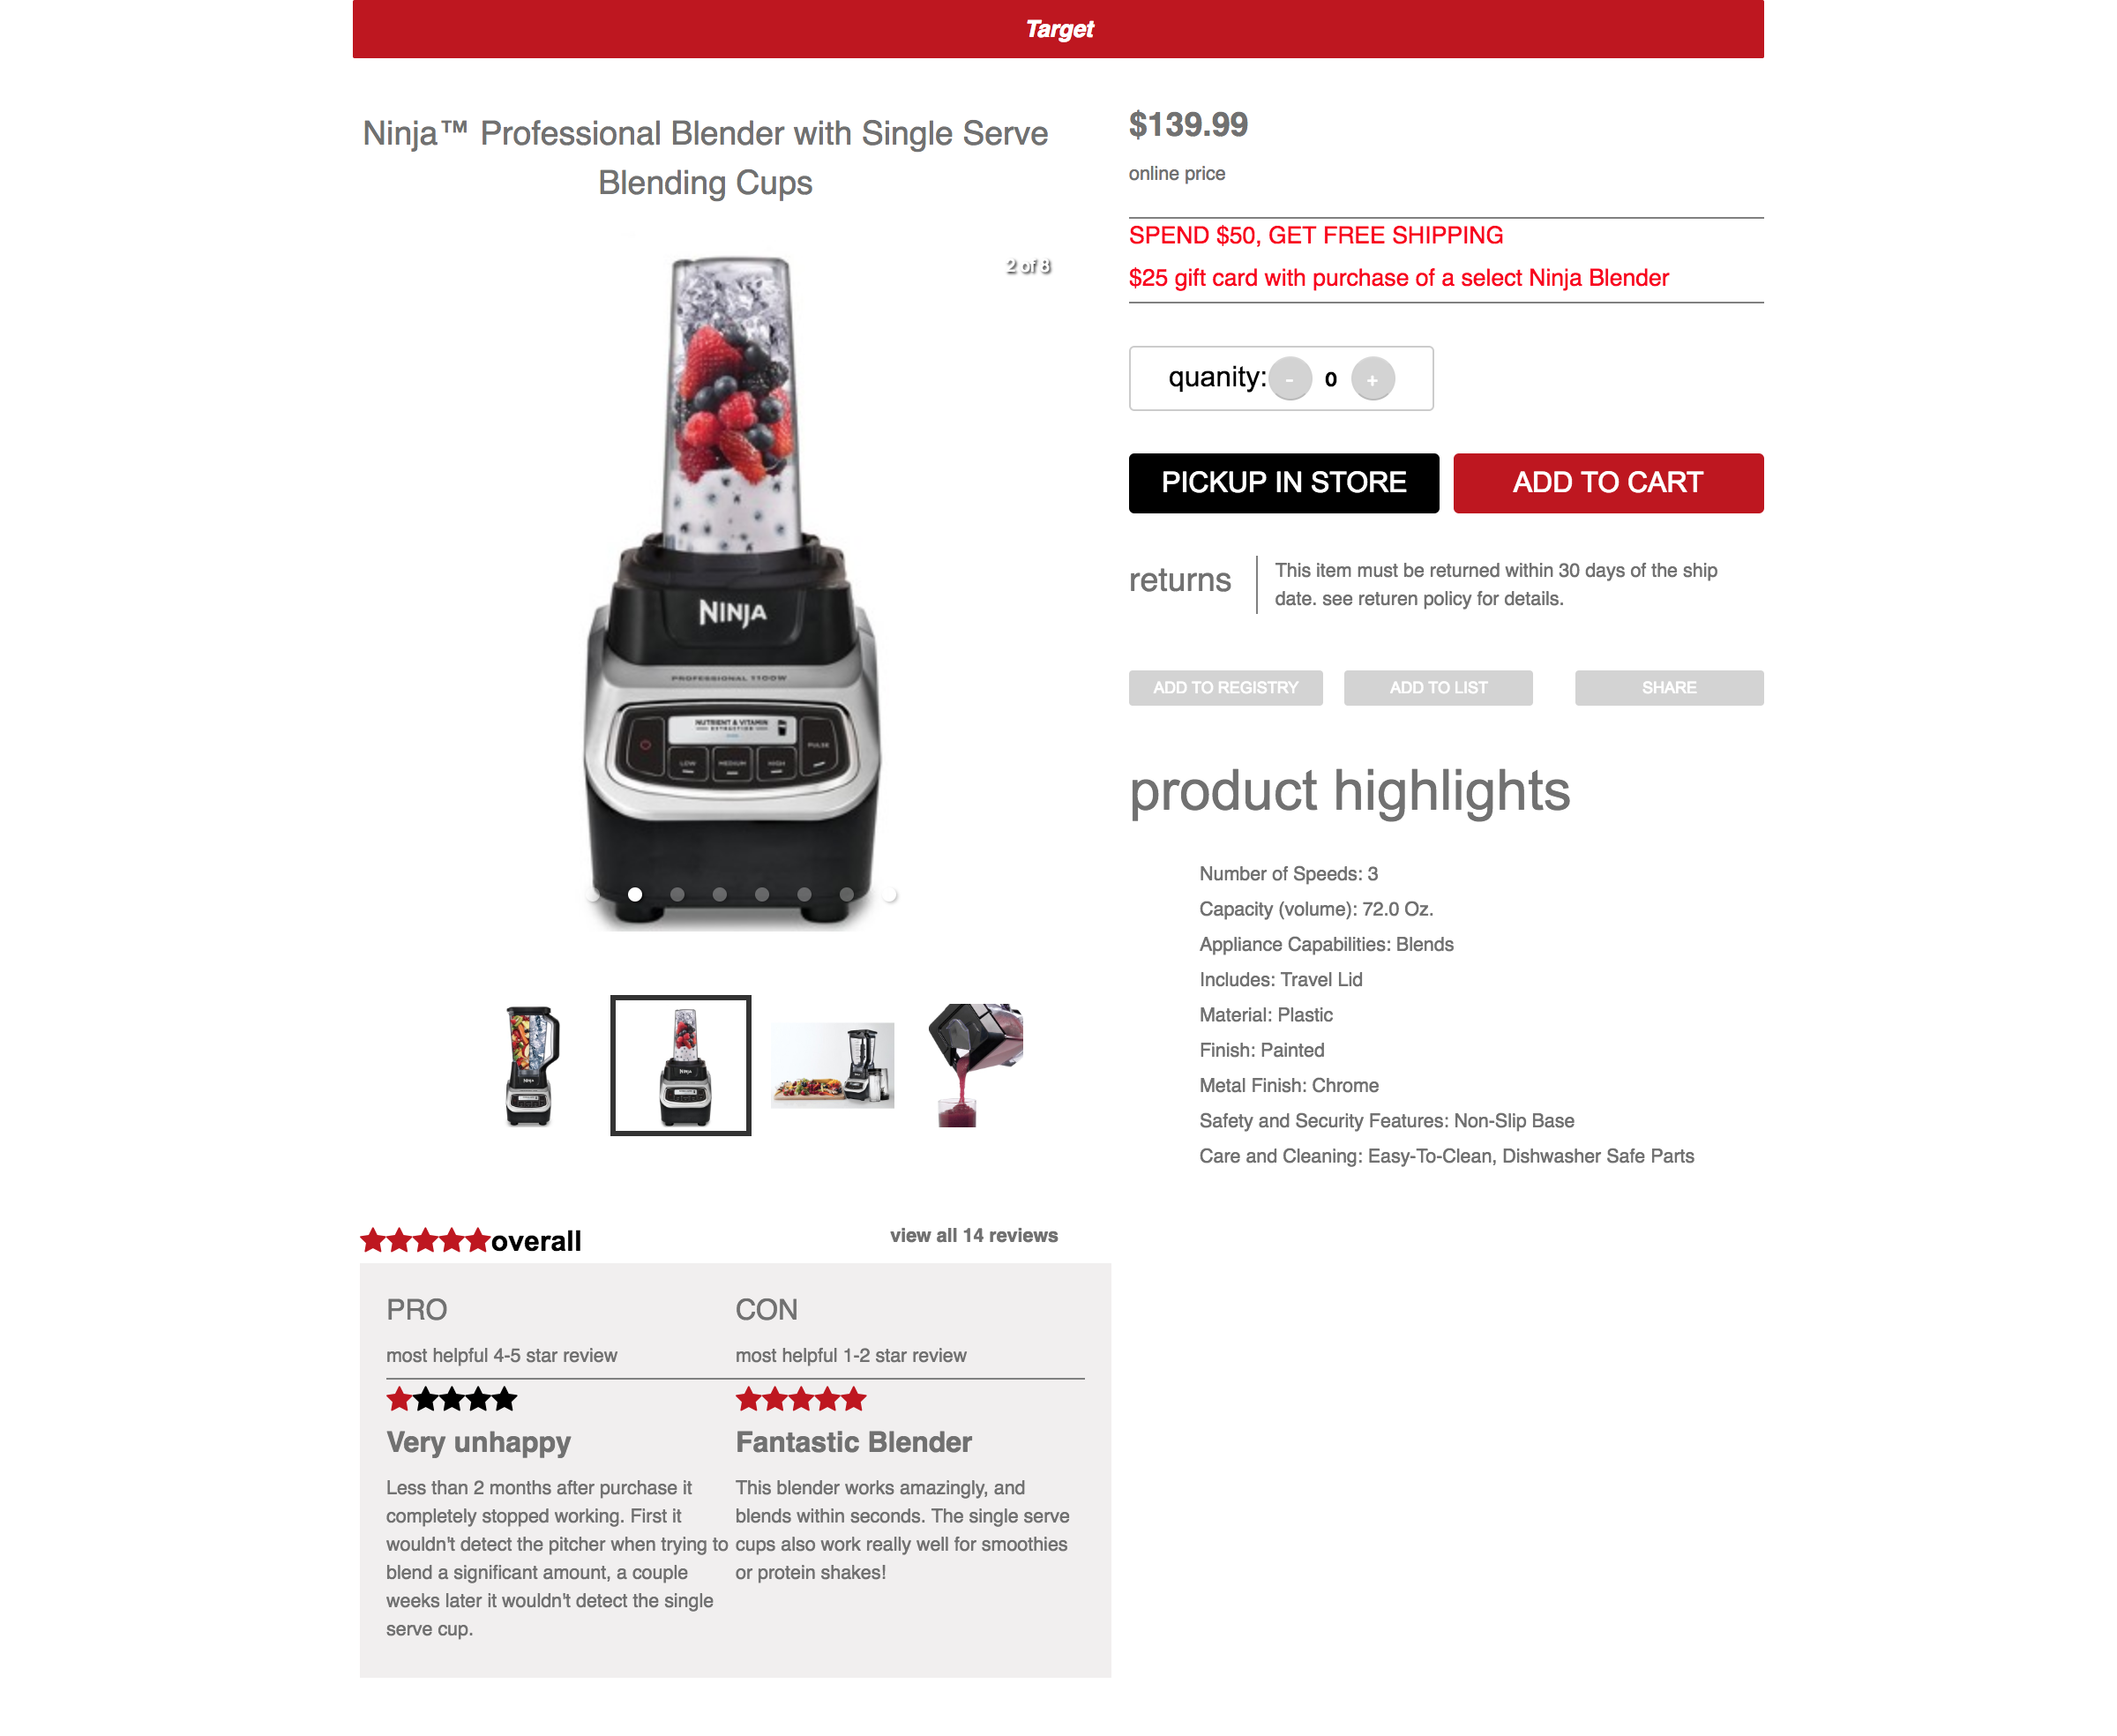 Target
Ninja™ Professional Blender with Single Serve
Blending Cups
2 of 8
NINJA
PROFESSIONAL 1100W
NUTRIENT & VITAMIN
EXTRACTION
PULSE
LOW
MEDIUM
HIGH
$139.99
online price
SPEND $50, GET FREE SHIPPING
$25 gift card with purchase of a select Ninja Blender
quanity: - 0 +
PICKUP IN STORE
ADD TO CART
returns
This item must be returned within 30 days of the ship
date. see returen policy for details.
ADD TO REGISTRY
ADD TO LIST
SHARE
product highlights
Number of Speeds: 3
Capacity (volume): 72.0 Oz.
Appliance Capabilities: Blends
Includes: Travel Lid
Material: Plastic
Finish: Painted
Metal Finish: Chrome
Safety and Security Features: Non-Slip Base
Care and Cleaning: Easy-To-Clean, Dishwasher Safe Parts
overall
view all 14 reviews
PRO
most helpful 4-5 star review
Very unhappy
Less than 2 months after purchase it
completely stopped working. First it
wouldn't detect the pitcher when trying to
blend a significant amount, a couple
weeks later it wouldn't detect the single
serve cup.
CON
most helpful 1-2 star review
Fantastic Blender
This blender works amazingly, and
blends within seconds. The single serve
cups also work really well for smoothies
or protein shakes!